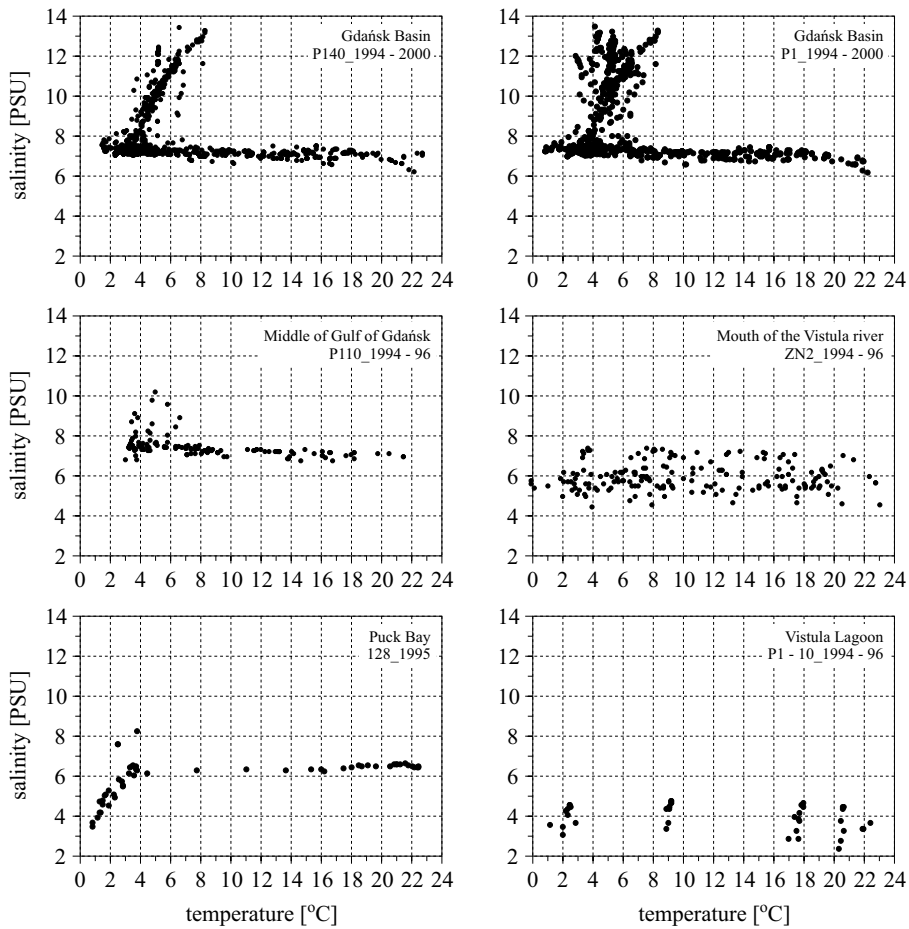 14
12
10
8
6
4
2
salinity [PSU]
Gdańsk Basin
P140_1994 - 2000
0 2 4 6 8 10 12 14 16 18 20 22 24
14
12
10
8
6
4
2
Gdańsk Basin
P1_1994 - 2000
0 2 4 6 8 10 12 14 16 18 20 22 24
14
12
10
8
6
4
2
salinity [PSU]
Middle of Gulf of Gdańsk
P110_1994 - 96
0 2 4 6 8 10 12 14 16 18 20 22 24
14
12
10
8
6
4
2
Mouth of the Vistula river
ZN2_1994 - 96
0 2 4 6 8 10 12 14 16 18 20 22 24
14
12
10
8
6
4
2
salinity [PSU]
Puck Bay
128_1995
0 2 4 6 8 10 12 14 16 18 20 22 24
temperature [°C]
14
12
10
8
6
4
2
Vistula Lagoon
P1 - 10_1994 - 96
0 2 4 6 8 10 12 14 16 18 20 22 24
temperature [°C]